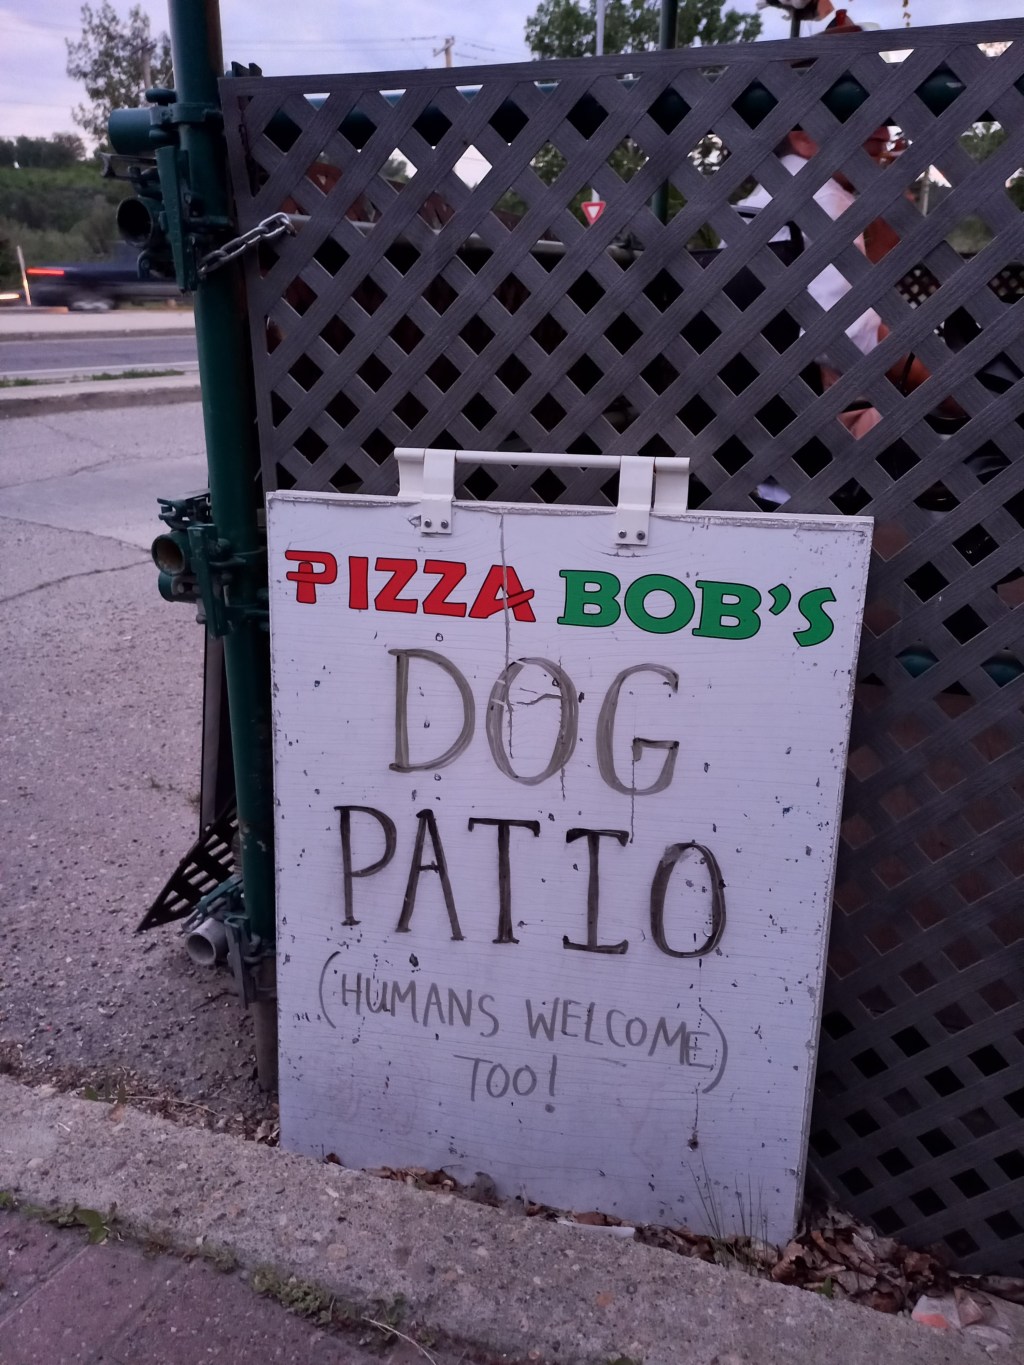 PIZZA BOB'S
DOG
PATIO
(HUMANS WELCOME)
TOO!